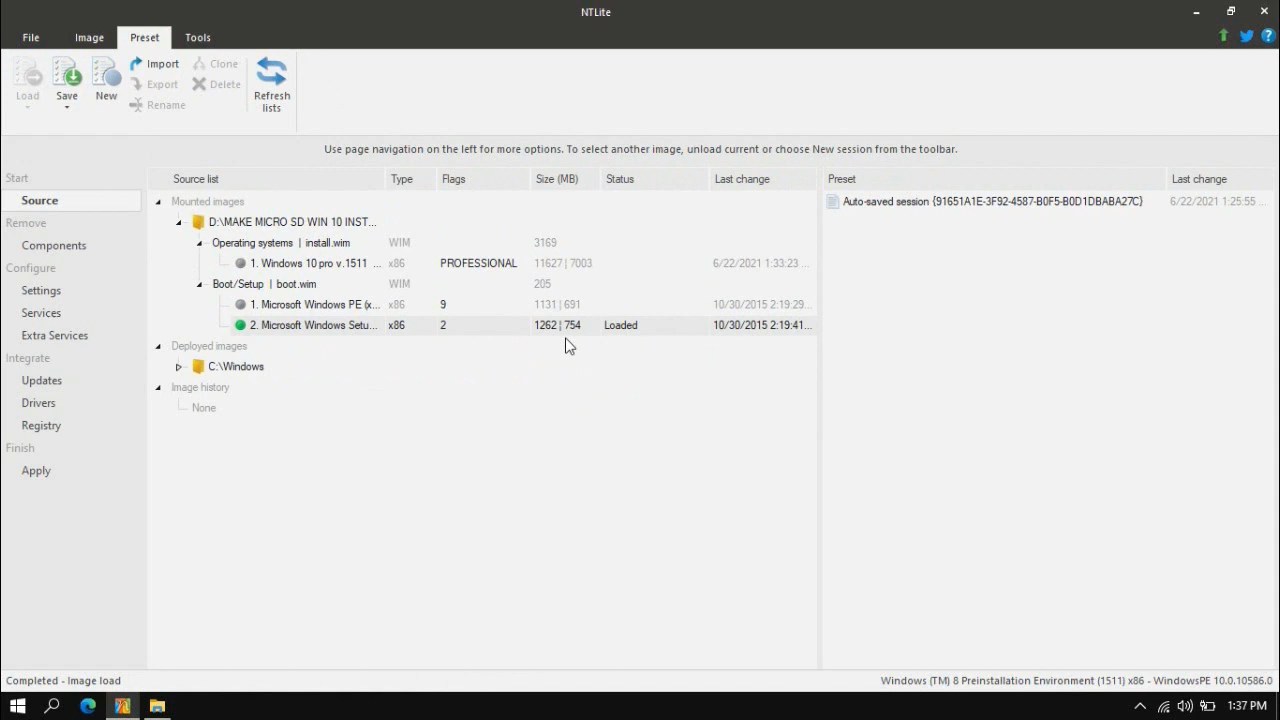 NTLite
File Image Preset Tools
Load
Save
New
Import
Export
Rename
Clone
Delete
Refresh
lists
Use page navigation on the left for more options. To select another image, unload current or choose New session from the toolbar.
Start
Source
Remove
Components
Configure
Settings
Services
Extra Services
Integrate
Updates
Drivers
Registry
Finish
Apply
Source list Type Flags Size (MB) Status Last change
Mounted images
D:\MAKE MICRO SD WIN 10 INST...
Operating systems | install.wim WIM 3169
1. Windows 10 pro v.1511 ... x86 PROFESSIONAL 11627 | 7003 6/22/2021 1:33:23 ...
Boot/Setup | boot.wim WIM 205
1. Microsoft Windows PE (x... x86 9 1131 | 691 10/30/2015 2:19:29...
2. Microsoft Windows Setu... x86 2 1262 | 754 Loaded 10/30/2015 2:19:41...
Deployed images
C:\Windows
Image history
None
Preset Last change
Auto-saved session {91651A1E-3F92-4587-B0F5-B0D1DBABA27C} 6/22/2021 1:25:55 ...
Completed - Image load
Windows (TM) 8 Preinstallation Environment (1511) x86 - WindowsPE 10.0.10586.0
1:37 PM